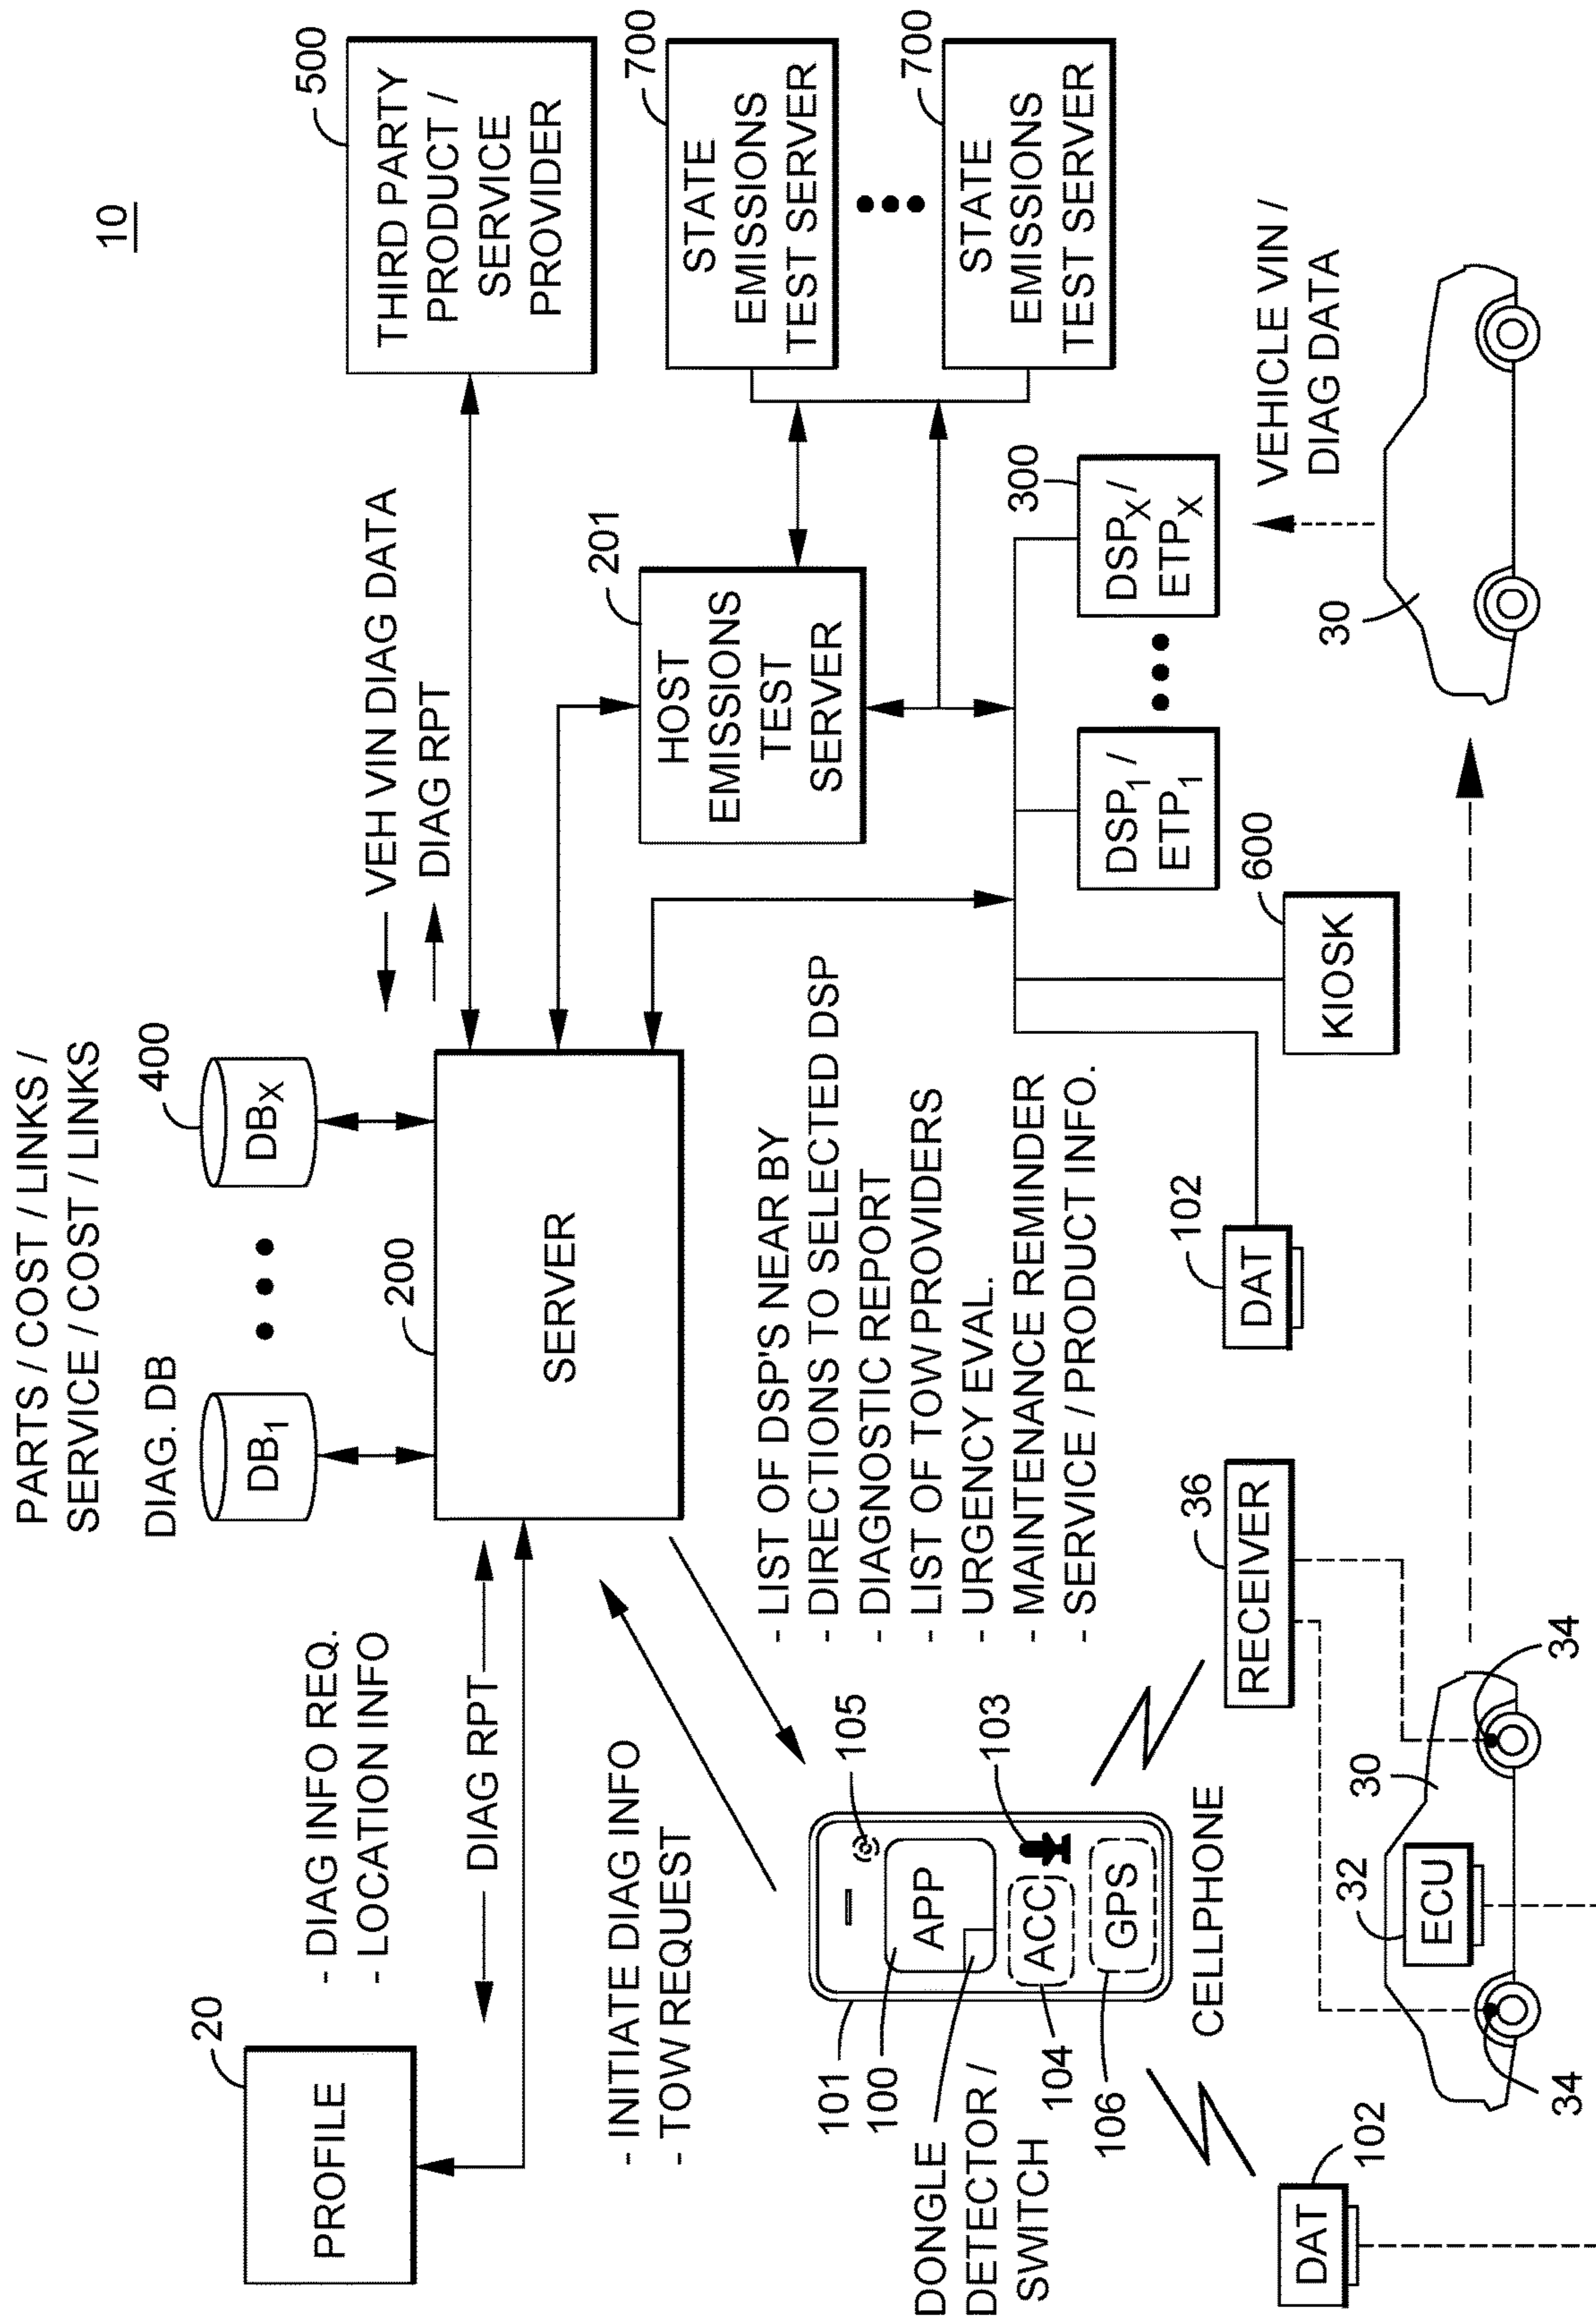 10
PARTS / COST / LINKS /
SERVICE / COST / LINKS
DIAG. DB
DB1
DBX
400
200
SERVER
20
PROFILE
- DIAG INFO REQ.
- LOCATION INFO
DIAG RPT
VEH VIN DIAG DATA
DIAG RPT
500
THIRD PARTY
PRODUCT /
SERVICE
PROVIDER
- INITIATE DIAG INFO
- TOW REQUEST
201
HOST
EMISSIONS
TEST
SERVER
700
STATE
EMISSIONS
TEST SERVER
700
STATE
EMISSIONS
TEST SERVER
- LIST OF DSP'S NEAR BY
- DIRECTIONS TO SELECTED DSP
- DIAGNOSTIC REPORT
- LIST OF TOW PROVIDERS
- URGENCY EVAL.
- MAINTENANCE REMINDER
- SERVICE / PRODUCT INFO.
101
100
APP
105
103
ACC
104
GPS
106
DONGLE
DETECTOR /
SWITCH
CELLPHONE
DSP1 /
ETP1
300
DSPX /
ETPX
600
KIOSK
102
DAT
36
RECEIVER
102
DAT
32
ECU
30
34
34
30
VEHICLE VIN /
DIAG DATA